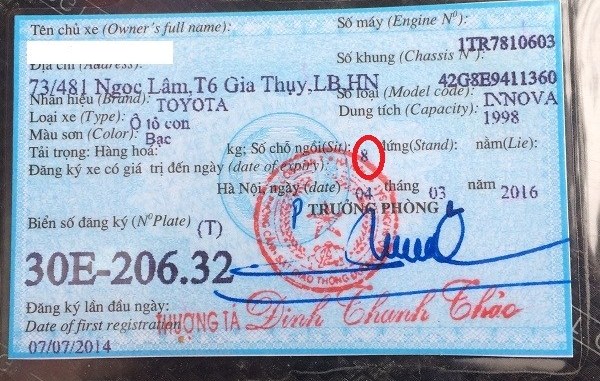 Tên chủ xe (Owner's full name):
Số máy (Engine Nº):
1TR7810603
Địa chỉ (Address):
Số khung (Chassis Nº):
73/481 Ngọc Lâm,T6 Gia Thụy,LB,HN
42G8E9411360
Nhãn hiệu (Brand): TOYOTA
Số loại (Model code): INNOVA
Loại xe (Type): Ô tô con
Dung tích (Capacity): 1998
Màu sơn (Color): Bạc
Tải trọng: Hàng hoá: kg; Số chỗ ngồi(Sit): 8 đứng(Stand): nằm(Lie):
Đăng ký xe có giá trị đến ngày (date of expiry):
Hà Nội, ngày (date) 04 tháng 03 năm 2016
P TRƯỞNG PHÒNG
Biển số đăng ký (NºPlate) (T)
30E-206.32
Đăng ký lần đầu ngày:
Date of first registration
THƯỢNG TÁ Đinh Thanh Thảo
07/07/2014